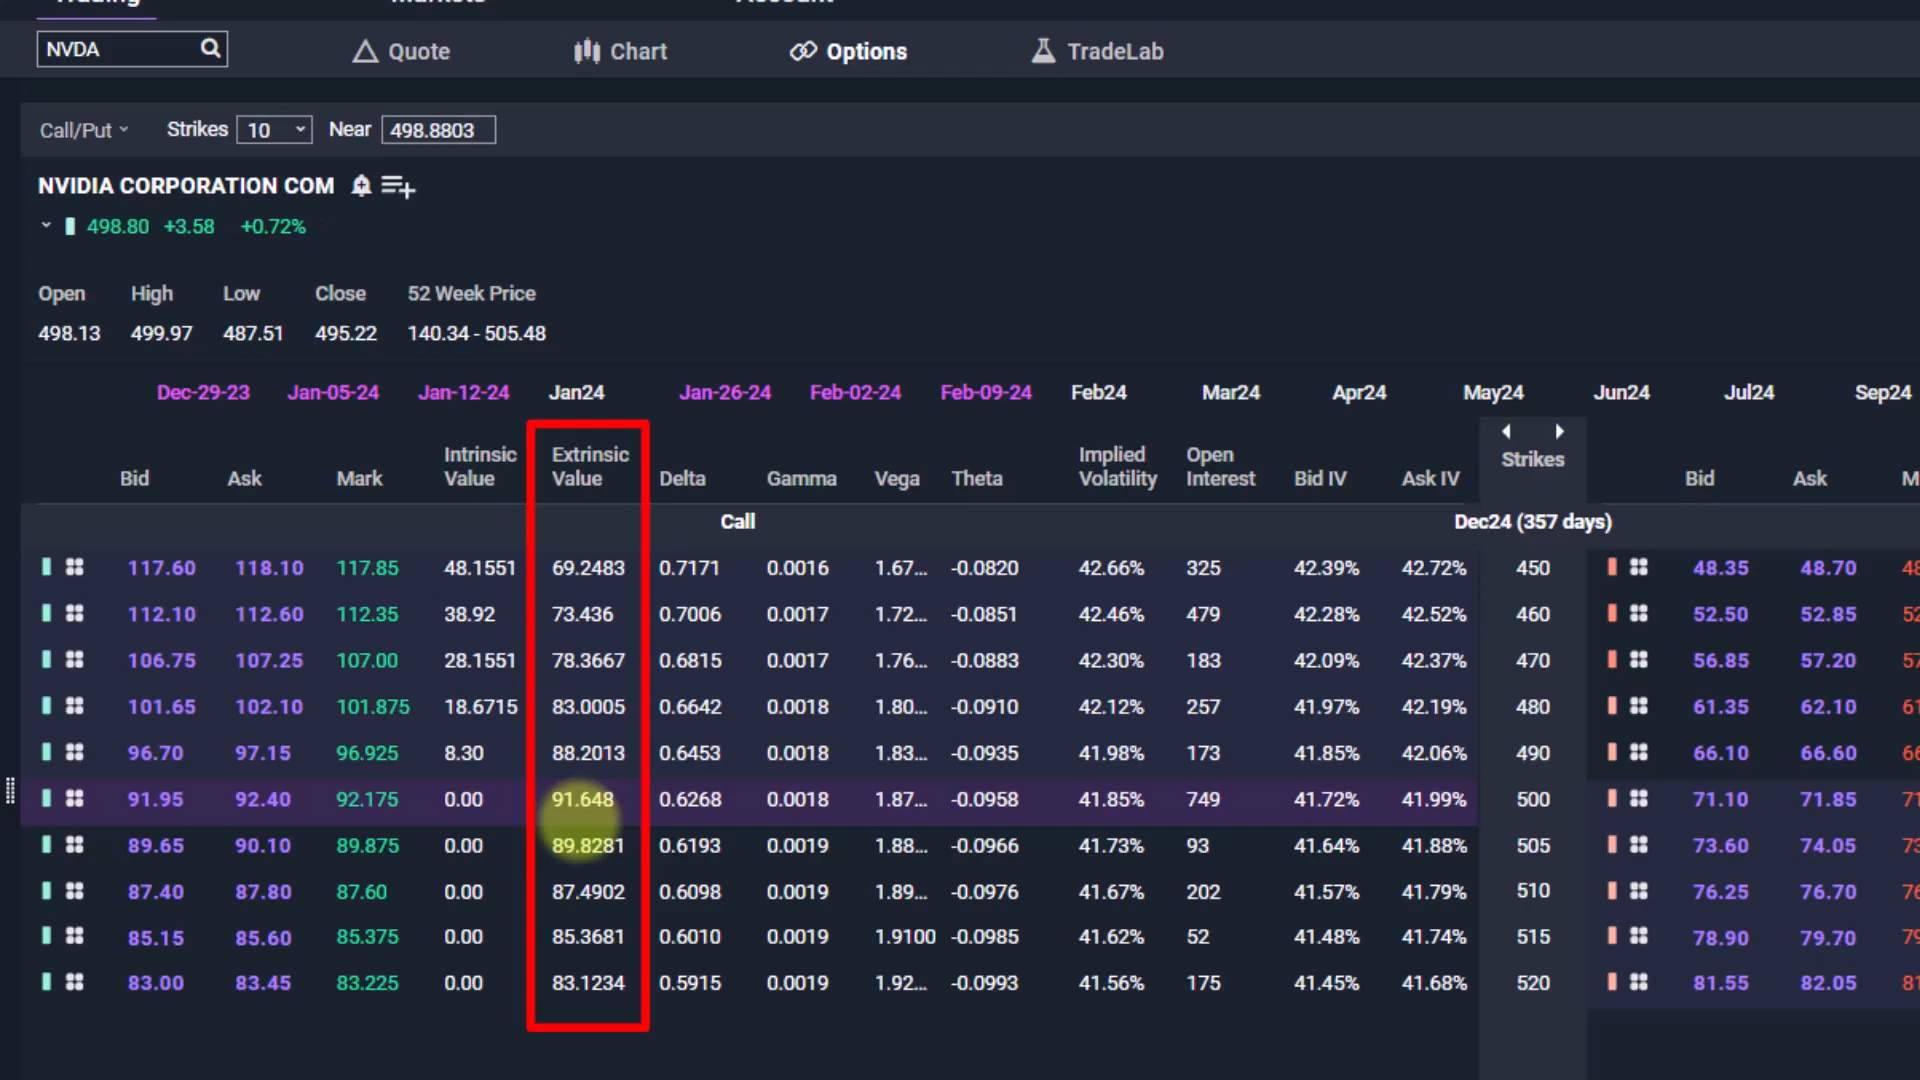 Trading Markets Account
NVDA Quote Chart Options TradeLab
Call/Put Strikes 10 Near 498.8803
NVIDIA CORPORATION COM
498.80 +3.58 +0.72%
Open High Low Close 52 Week Price
498.13 499.97 487.51 495.22 140.34 - 505.48
Dec-29-23 Jan-05-24 Jan-12-24 Jan24 Jan-26-24 Feb-02-24 Feb-09-24 Feb24 Mar24 Apr24 May24 Jun24 Jul24 Sep24
Bid Ask Mark Intrinsic Value Extrinsic Value Delta Gamma Vega Theta Implied Volatility Open Interest Bid IV Ask IV Strikes Bid Ask
Call Dec24 (357 days)
117.60 118.10 117.85 48.1551 69.2483 0.7171 0.0016 1.67... -0.0820 42.66% 325 42.39% 42.72% 450 48.35 48.70
112.10 112.60 112.35 38.92 73.436 0.7006 0.0017 1.72... -0.0851 42.46% 479 42.28% 42.52% 460 52.50 52.85
106.75 107.25 107.00 28.1551 78.3667 0.6815 0.0017 1.76... -0.0883 42.30% 183 42.09% 42.37% 470 56.85 57.20
101.65 102.10 101.875 18.6715 83.0005 0.6642 0.0018 1.80... -0.0910 42.12% 257 41.97% 42.19% 480 61.35 62.10
96.70 97.15 96.925 8.30 88.2013 0.6453 0.0018 1.83... -0.0935 41.98% 173 41.85% 42.06% 490 66.10 66.60
91.95 92.40 92.175 0.00 91.648 0.6268 0.0018 1.87... -0.0958 41.85% 749 41.72% 41.99% 500 71.10 71.85
89.65 90.10 89.875 0.00 89.8281 0.6193 0.0019 1.88... -0.0966 41.73% 93 41.64% 41.88% 505 73.60 74.05
87.40 87.80 87.60 0.00 87.4902 0.6098 0.0019 1.89... -0.0976 41.67% 202 41.57% 41.79% 510 76.25 76.70
85.15 85.60 85.375 0.00 85.3681 0.6010 0.0019 1.9100 -0.0985 41.62% 52 41.48% 41.74% 515 78.90 79.70
83.00 83.45 83.225 0.00 83.1234 0.5915 0.0019 1.92... -0.0993 41.56% 175 41.45% 41.68% 520 81.55 82.05